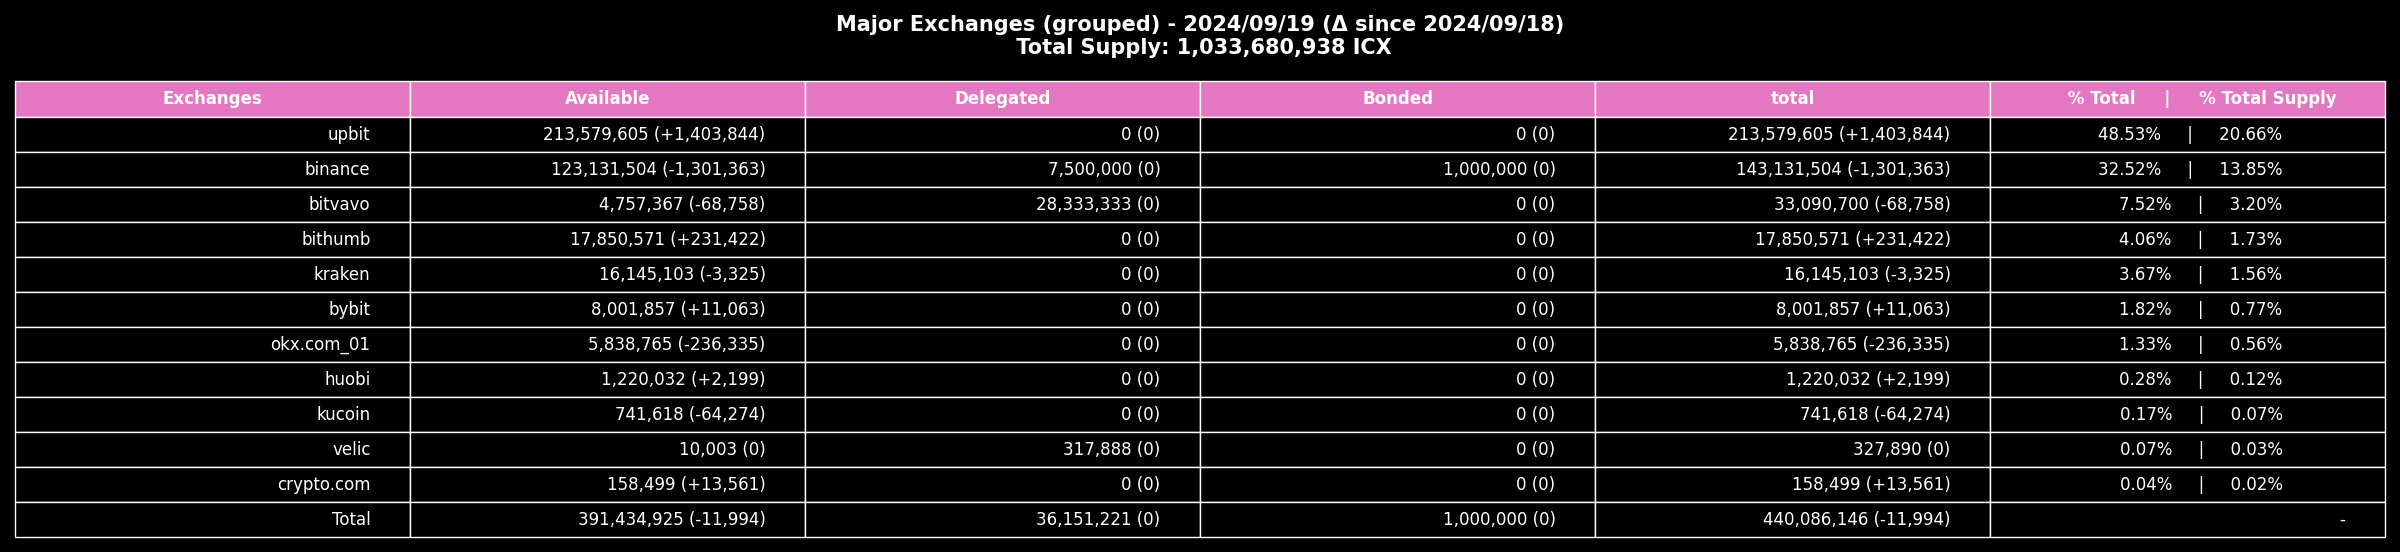 Major Exchanges (grouped) - 2024/09/19 (Δ since 2024/09/18)
Total Supply: 1,033,680,938 ICX
Exchanges Available Delegated Bonded total % Total | % Total Supply
upbit 213,579,605 (+1,403,844) 0 (0) 0 (0) 213,579,605 (+1,403,844) 48.53% | 20.66%
binance 123,131,504 (-1,301,363) 7,500,000 (0) 1,000,000 (0) 143,131,504 (-1,301,363) 32.52% | 13.85%
bitvavo 4,757,367 (-68,758) 28,333,333 (0) 0 (0) 33,090,700 (-68,758) 7.52% | 3.20%
bithumb 17,850,571 (+231,422) 0 (0) 0 (0) 17,850,571 (+231,422) 4.06% | 1.73%
kraken 16,145,103 (-3,325) 0 (0) 0 (0) 16,145,103 (-3,325) 3.67% | 1.56%
bybit 8,001,857 (+11,063) 0 (0) 0 (0) 8,001,857 (+11,063) 1.82% | 0.77%
okx.com_01 5,838,765 (-236,335) 0 (0) 0 (0) 5,838,765 (-236,335) 1.33% | 0.56%
huobi 1,220,032 (+2,199) 0 (0) 0 (0) 1,220,032 (+2,199) 0.28% | 0.12%
kucoin 741,618 (-64,274) 0 (0) 0 (0) 741,618 (-64,274) 0.17% | 0.07%
velic 10,003 (0) 317,888 (0) 0 (0) 327,890 (0) 0.07% | 0.03%
crypto.com 158,499 (+13,561) 0 (0) 0 (0) 158,499 (+13,561) 0.04% | 0.02%
Total 391,434,925 (-11,994) 36,151,221 (0) 1,000,000 (0) 440,086,146 (-11,994) -